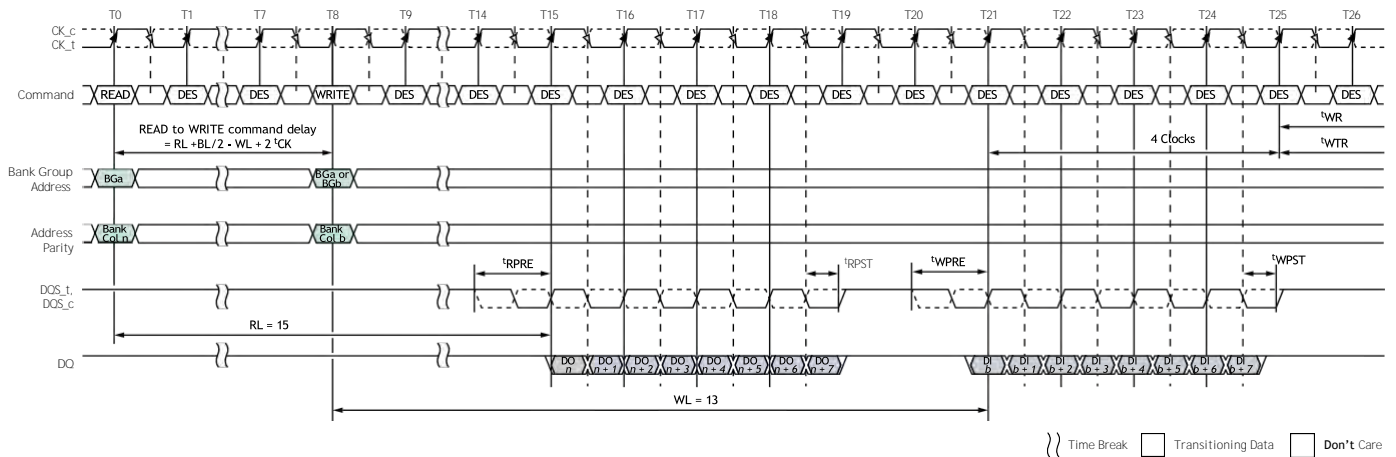 T0 T1 T7 T8 T9 T14 T15 T16 T17 T18 T19 T20 T21 T22 T23 T24 T25 T26
CK_c
CK_t
Command READ DES DES WRITE DES DES DES DES DES DES DES DES DES DES DES DES DES DES
tWR
READ to WRITE command delay
= RL +BL/2 - WL + 2 tCK
4 Clocks
tWTR
Bank Group
Address
BGa
BGa or
BGb
Address
Parity
Bank
Col n
Bank
Col b
tRPRE tRPST tWPRE tWPST
DQS_t,
DQS_c
RL = 15
DQ
DO
n
DO
n + 1
DO
n + 2
DO
n + 3
DO
n + 4
DO
n + 5
DO
n + 6
DO
n + 7
DI
b
DI
b + 1
DI
b + 2
DI
b + 3
DI
b + 4
DI
b + 5
DI
b + 6
DI
b + 7
WL = 13
Time Break Transitioning Data Don't Care